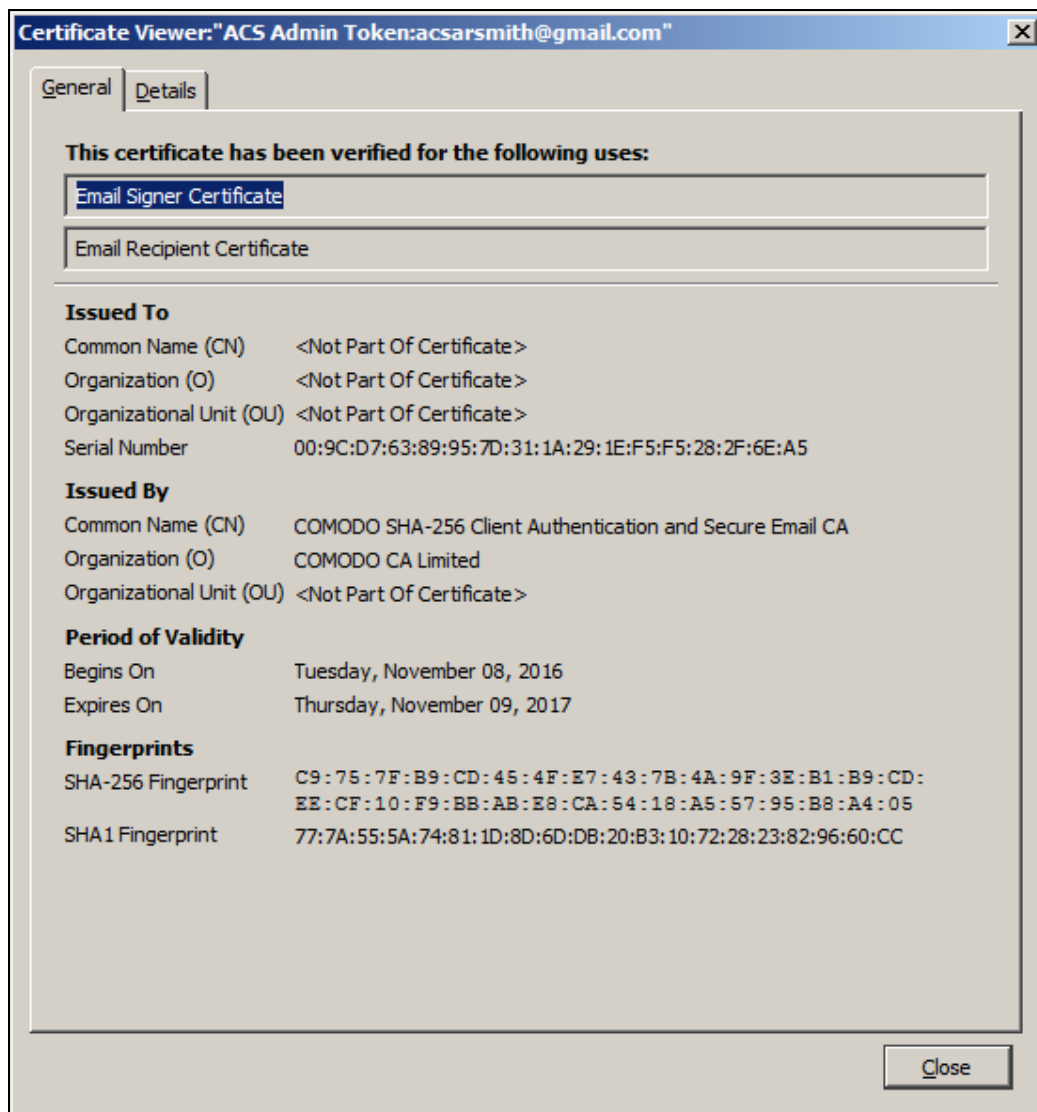 Certificate Viewer:"ACS Admin Token:acsarsmith@gmail.com"
General Details
This certificate has been verified for the following uses:
Email Signer Certificate
Email Recipient Certificate
Issued To
Common Name (CN) <Not Part Of Certificate>
Organization (O) <Not Part Of Certificate>
Organizational Unit (OU) <Not Part Of Certificate>
Serial Number 00:9C:D7:63:89:95:7D:31:1A:29:1E:F5:F5:28:2F:6E:A5
Issued By
Common Name (CN) COMODO SHA-256 Client Authentication and Secure Email CA
Organization (O) COMODO CA Limited
Organizational Unit (OU) <Not Part Of Certificate>
Period of Validity
Begins On Tuesday, November 08, 2016
Expires On Thursday, November 09, 2017
Fingerprints
SHA-256 Fingerprint C9:75:7F:B9:CD:45:4F:E7:43:7B:4A:9F:3E:B1:B9:CD:
EE:CF:10:F9:BB:AB:E8:CA:54:18:A5:57:95:B8:A4:05
SHA1 Fingerprint 77:7A:55:5A:74:81:1D:8D:6D:DB:20:B3:10:72:28:23:82:96:60:CC
Close